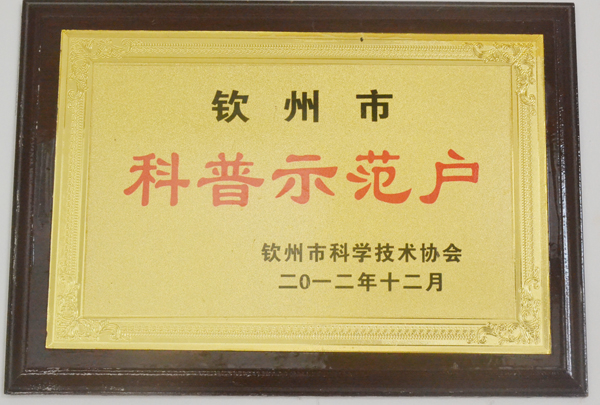 钦州市
科普示范户
钦州市科学技术协会
二0一二年十二月